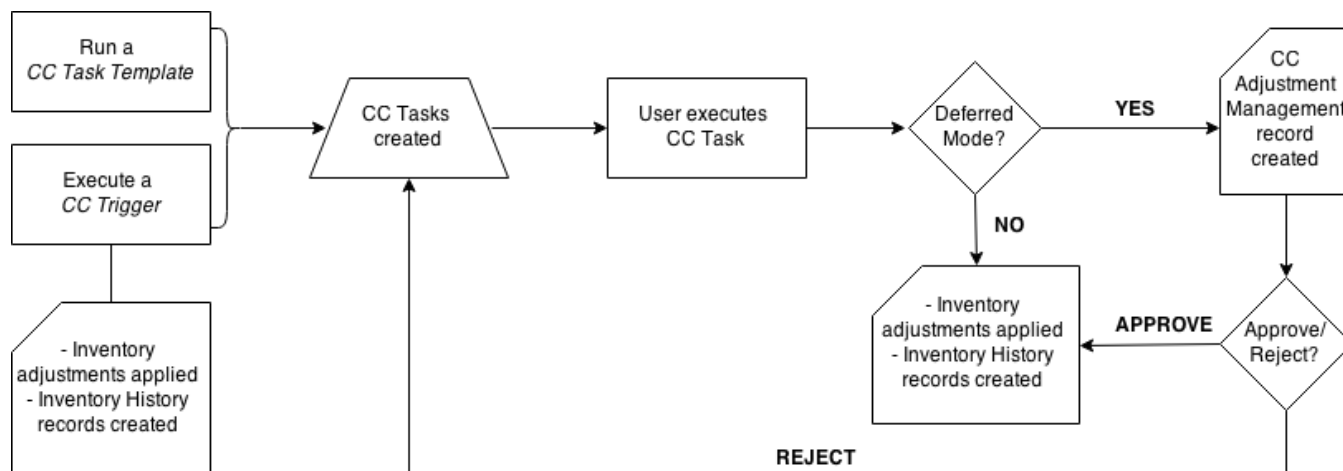 Run a
CC Task Template
Execute a
CC Trigger
- Inventory
adjustments applied
- Inventory History
records created
CC Tasks
created
User executes
CC Task
Deferred
Mode?
YES
NO
CC
Adjustment
Management
record
created
- Inventory
adjustments applied
- Inventory History
records created
APPROVE
Approve/
Reject?
REJECT